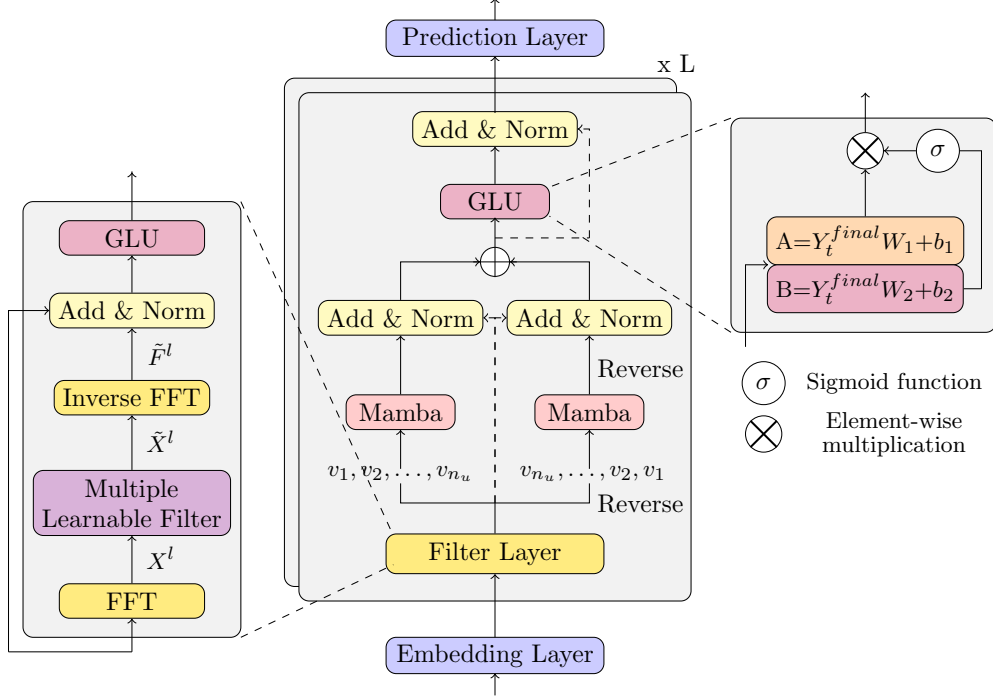 Prediction Layer
x L
Add & Norm
GLU
σ
A=Y_t^{final}W_1+b_1
B=Y_t^{final}W_2+b_2
GLU
Add & Norm
F̃^l
Inverse FFT
X̃^l
Multiple
Learnable Filter
X^l
FFT
Add & Norm
Add & Norm
Reverse
Mamba
Mamba
v_1, v_2, . . . , v_{n_u}
v_{n_u}, . . . , v_2, v_1
Reverse
Filter Layer
Embedding Layer
σ
Sigmoid function
Element-wise
multiplication